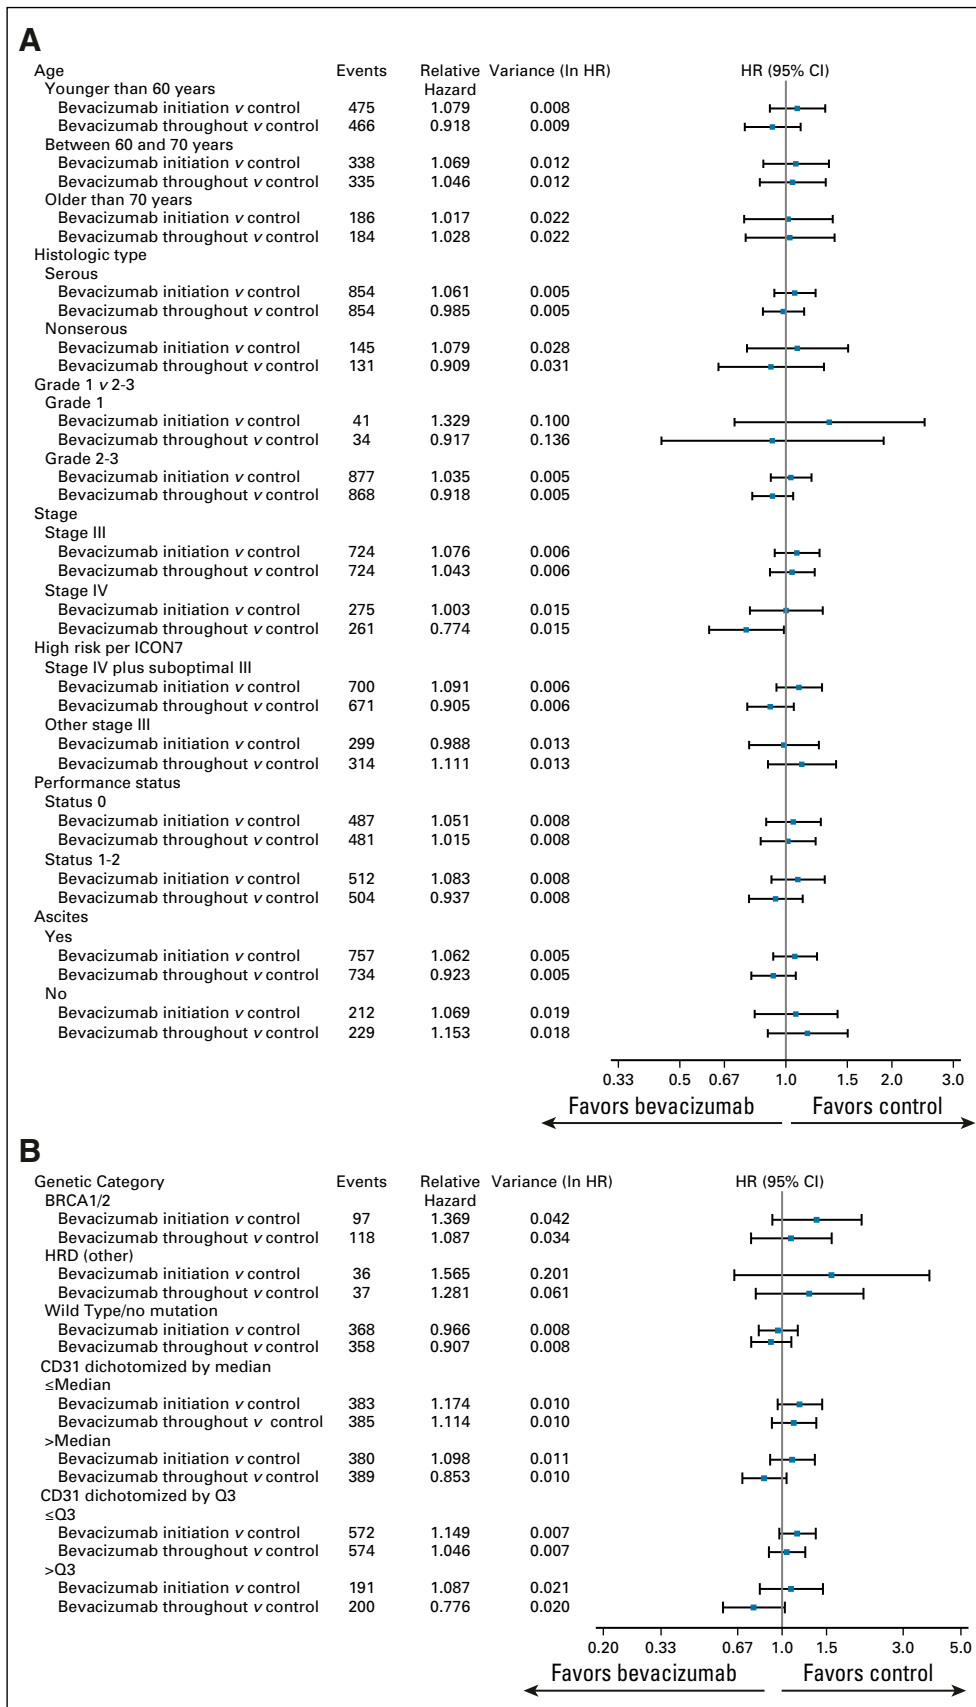 A
Age Events Relative Hazard Variance (ln HR) HR (95% CI)
Younger than 60 years
Bevacizumab initiation v control 475 1.079 0.008
Bevacizumab throughout v control 466 0.918 0.009
Between 60 and 70 years
Bevacizumab initiation v control 338 1.069 0.012
Bevacizumab throughout v control 335 1.046 0.012
Older than 70 years
Bevacizumab initiation v control 186 1.017 0.022
Bevacizumab throughout v control 184 1.028 0.022
Histologic type
Serous
Bevacizumab initiation v control 854 1.061 0.005
Bevacizumab throughout v control 854 0.985 0.005
Nonserous
Bevacizumab initiation v control 145 1.079 0.028
Bevacizumab throughout v control 131 0.909 0.031
Grade 1 v 2-3
Grade 1
Bevacizumab initiation v control 41 1.329 0.100
Bevacizumab throughout v control 34 0.917 0.136
Grade 2-3
Bevacizumab initiation v control 877 1.035 0.005
Bevacizumab throughout v control 868 0.918 0.005
Stage
Stage III
Bevacizumab initiation v control 724 1.076 0.006
Bevacizumab throughout v control 724 1.043 0.006
Stage IV
Bevacizumab initiation v control 275 1.003 0.015
Bevacizumab throughout v control 261 0.774 0.015
High risk per ICON7
Stage IV plus suboptimal III
Bevacizumab initiation v control 700 1.091 0.006
Bevacizumab throughout v control 671 0.905 0.006
Other stage III
Bevacizumab initiation v control 299 0.988 0.013
Bevacizumab throughout v control 314 1.111 0.013
Performance status
Status 0
Bevacizumab initiation v control 487 1.051 0.008
Bevacizumab throughout v control 481 1.015 0.008
Status 1-2
Bevacizumab initiation v control 512 1.083 0.008
Bevacizumab throughout v control 504 0.937 0.008
Ascites
Yes
Bevacizumab initiation v control 757 1.062 0.005
Bevacizumab throughout v control 734 0.923 0.005
No
Bevacizumab initiation v control 212 1.069 0.019
Bevacizumab throughout v control 229 1.153 0.018
0.33 0.5 0.67 1.0 1.5 2.0 3.0
Favors bevacizumab Favors control
B
Genetic Category Events Relative Hazard Variance (ln HR) HR (95% CI)
BRCA1/2
Bevacizumab initiation v control 97 1.369 0.042
Bevacizumab throughout v control 118 1.087 0.034
HRD (other)
Bevacizumab initiation v control 36 1.565 0.201
Bevacizumab throughout v control 37 1.281 0.061
Wild Type/no mutation
Bevacizumab initiation v control 368 0.966 0.008
Bevacizumab throughout v control 358 0.907 0.008
CD31 dichotomized by median
≤Median
Bevacizumab initiation v control 383 1.174 0.010
Bevacizumab throughout v control 385 1.114 0.010
>Median
Bevacizumab initiation v control 380 1.098 0.011
Bevacizumab throughout v control 389 0.853 0.010
CD31 dichotomized by Q3
≤Q3
Bevacizumab initiation v control 572 1.149 0.007
Bevacizumab throughout v control 574 1.046 0.007
>Q3
Bevacizumab initiation v control 191 1.087 0.021
Bevacizumab throughout v control 200 0.776 0.020
0.20 0.33 0.67 1.0 1.5 3.0 5.0
Favors bevacizumab Favors control